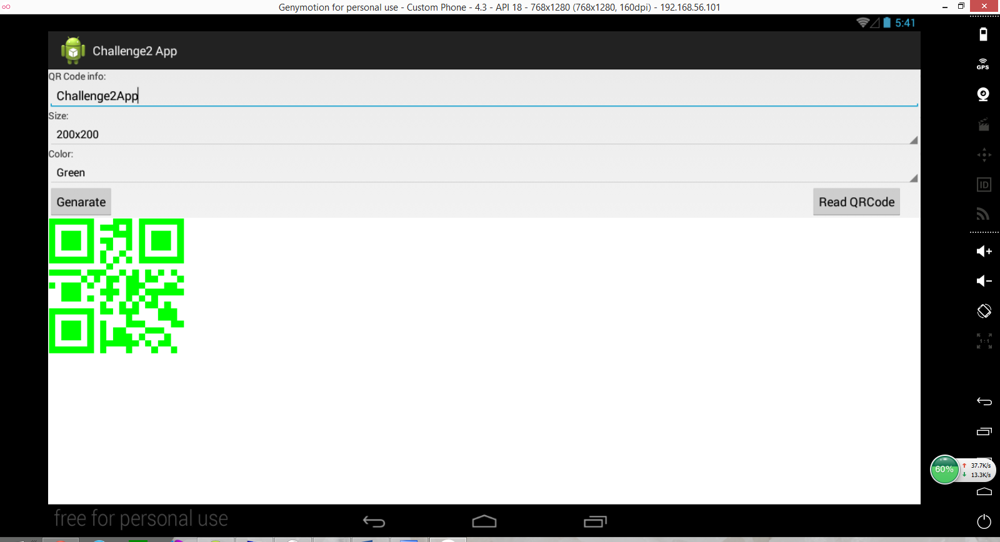 Genymotion for personal use - Custom Phone - 4.3 - API 18 - 768x1280 (768x1280, 160dpi) - 192.168.56.101
5:41
Challenge2 App
GPS
QR Code info:
Challenge2App
Size:
200x200
Color:
Green
ID
Genarate
Read QRCode
1:1
60%
37.7K/s
13.3K/s
free for personal use